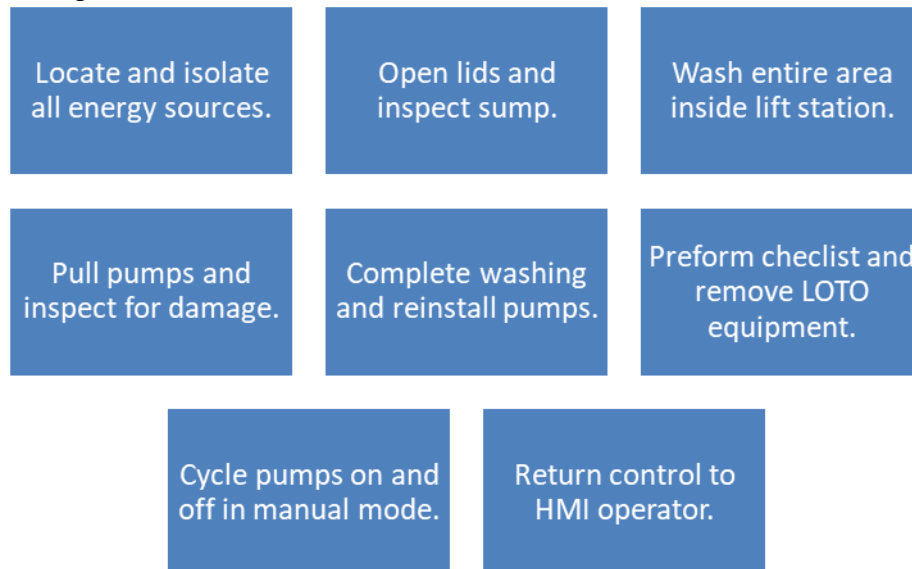 Locate and isolate
all energy sources.
Open lids and
inspect sump.
Wash entire area
inside lift station.
Pull pumps and
inspect for damage.
Complete washing
and reinstall pumps.
Preform checlist and
remove LOTO
equipment.
Cycle pumps on and
off in manual mode.
Return control to
HMI operator.